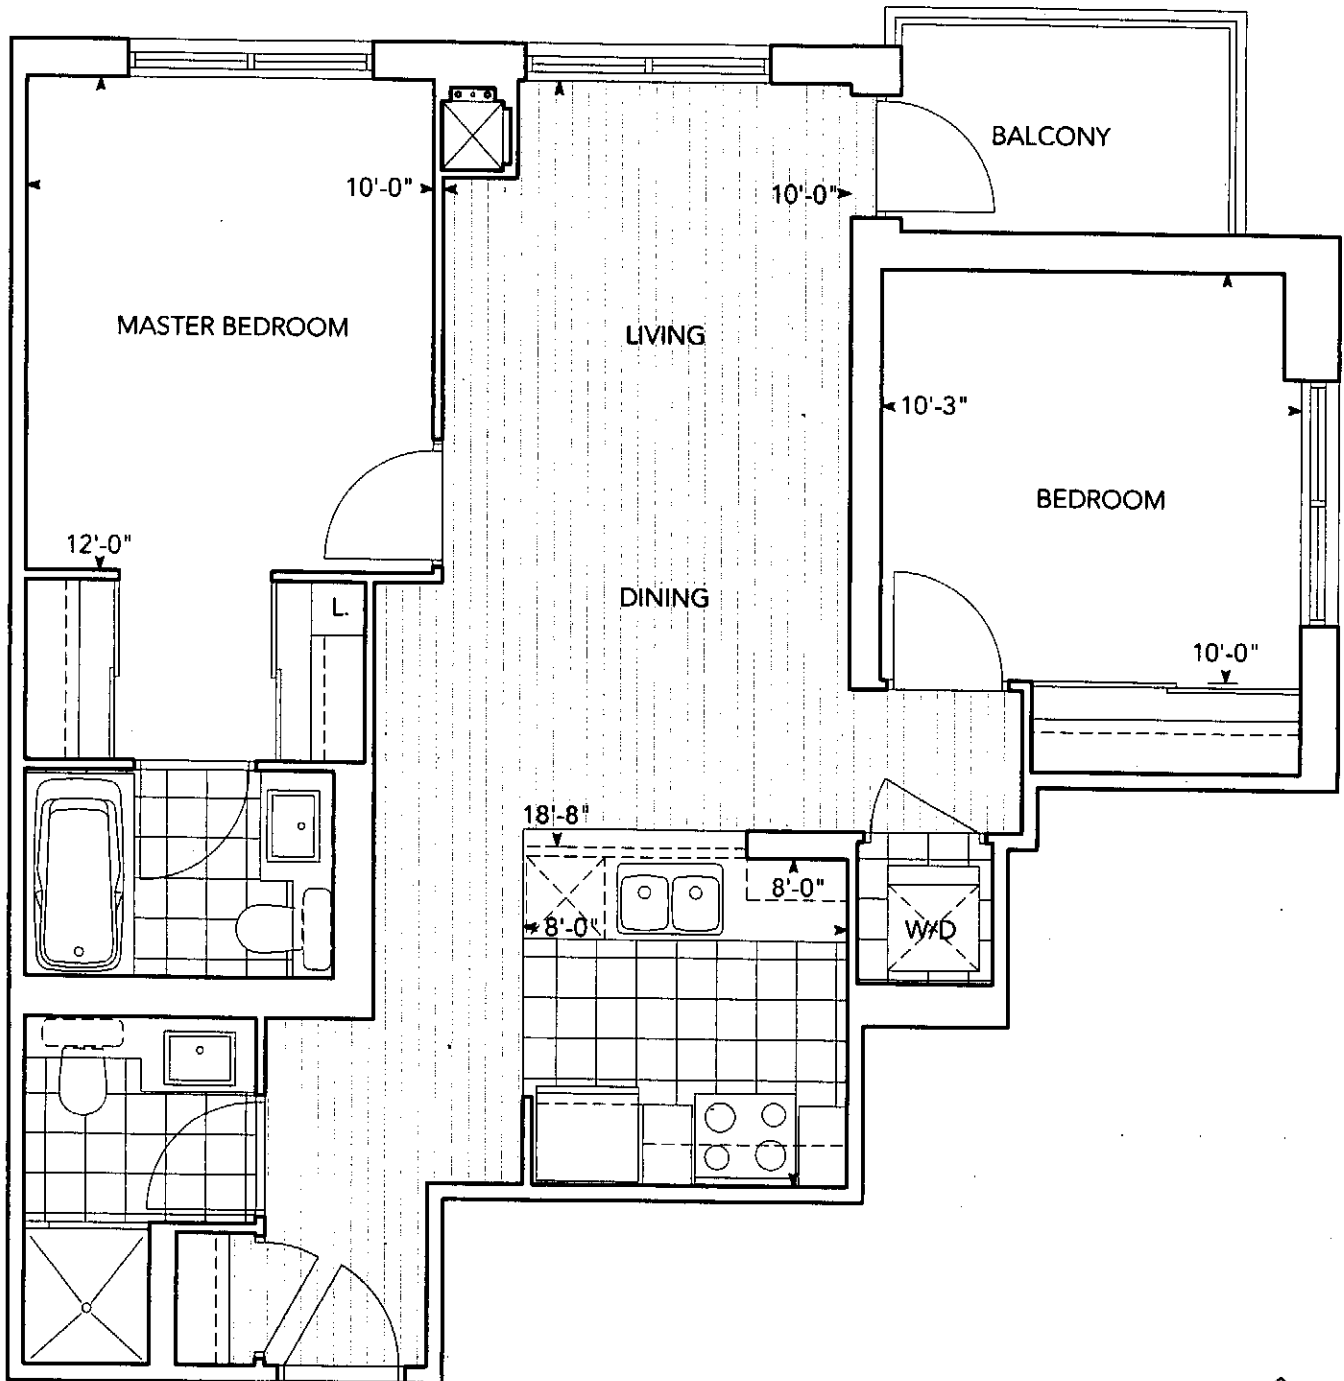 BALCONY
10'-0"
10'-0"
MASTER BEDROOM
LIVING
10'-3"
BEDROOM
12'-0"
L.
DINING
10'-0"
18'-8"
8'-0"
8'-0"
W/D